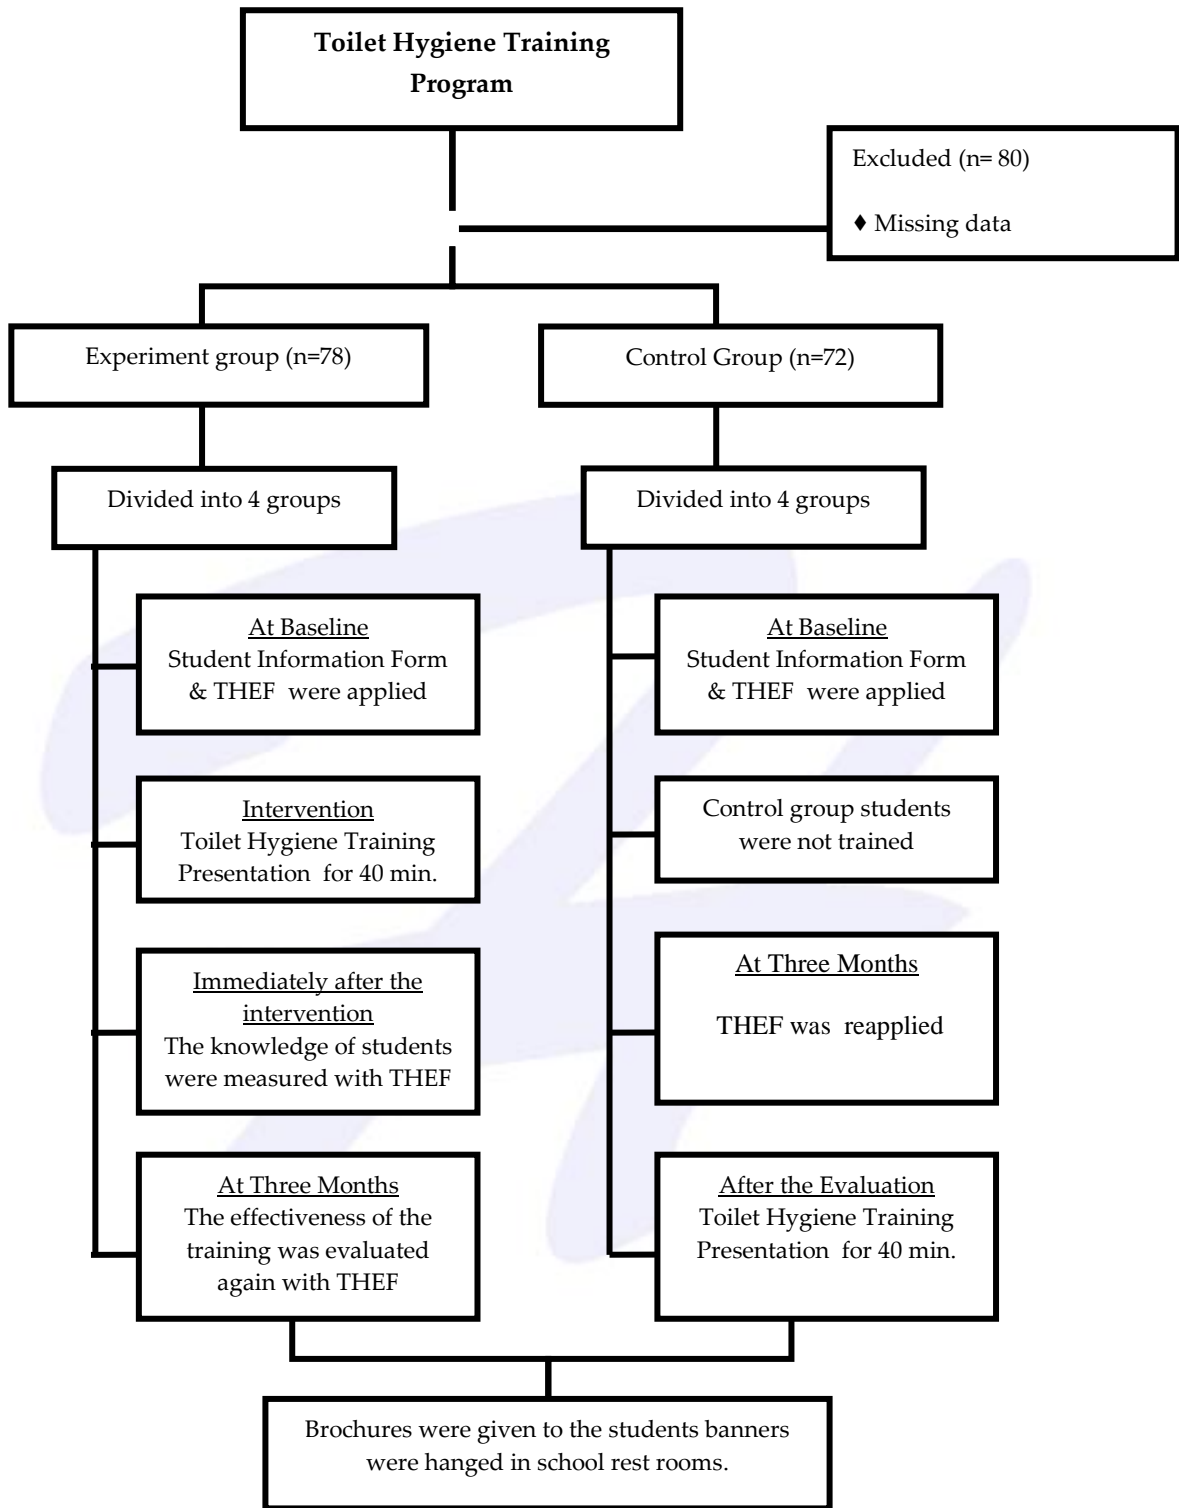 Toilet Hygiene Training
Program
Excluded (n= 80)
♦ Missing data
Experiment group (n=78)
Control Group (n=72)
Divided into 4 groups
Divided into 4 groups
At Baseline
Student Information Form
& THEF were applied
At Baseline
Student Information Form
& THEF were applied
Intervention
Toilet Hygiene Training
Presentation for 40 min.
Control group students
were not trained
Immediately after the
intervention
The knowledge of students
were measured with THEF
At Three Months
THEF was reapplied
At Three Months
The effectiveness of the
training was evaluated
again with THEF
After the Evaluation
Toilet Hygiene Training
Presentation for 40 min.
Brochures were given to the students banners
were hanged in school rest rooms.